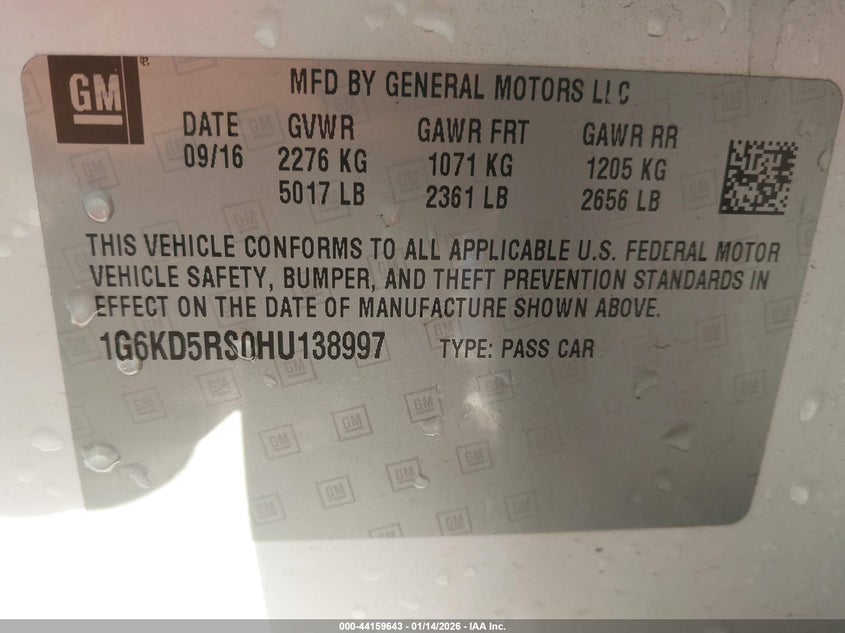 GM
MFD BY GENERAL MOTORS LLC
DATE GVWR GAWR FRT GAWR RR
09/16 2276 KG 1071 KG 1205 KG
5017 LB 2361 LB 2656 LB
THIS VEHICLE CONFORMS TO ALL APPLICABLE U.S. FEDERAL MOTOR
VEHICLE SAFETY, BUMPER, AND THEFT PREVENTION STANDARDS IN
EFFECT ON THE DATE OF MANUFACTURE SHOWN ABOVE.
1G6KD5RS0HU138997 TYPE: PASS CAR
000-44159643 - 01/14/2026 - IAA Inc.